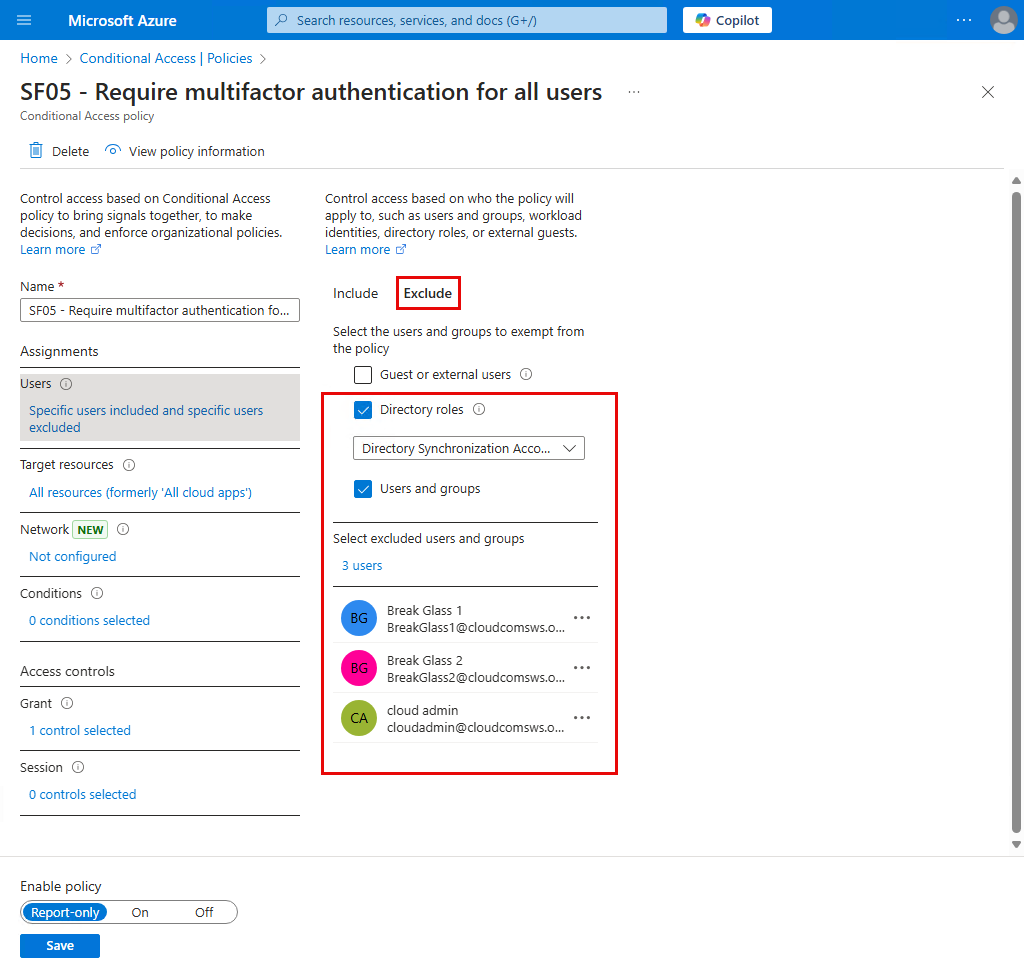 Microsoft Azure
Search resources, services, and docs (G+/)
Copilot
...
Home > Conditional Access | Policies >
SF05 - Require multifactor authentication for all users
...
Conditional Access policy
Delete
View policy information
Control access based on Conditional Access
policy to bring signals together, to make
decisions, and enforce organizational policies.
Learn more
Name *
SF05 - Require multifactor authentication fo...
Assignments
Users
Specific users included and specific users
excluded
Target resources
All resources (formerly 'All cloud apps')
Network NEW
Not configured
Conditions
0 conditions selected
Access controls
Grant
1 control selected
Session
0 controls selected
Control access based on who the policy will
apply to, such as users and groups, workload
identities, directory roles, or external guests.
Learn more
Include
Exclude
Select the users and groups to exempt from
the policy
Guest or external users
Directory roles
Directory Synchronization Acco...
Users and groups
Select excluded users and groups
3 users
BG
Break Glass 1
BreakGlass1@cloudcomsws.o...
BG
Break Glass 2
BreakGlass2@cloudcomsws.o...
CA
cloud admin
cloudadmin@cloudcomsws.o...
Enable policy
Report-only
On
Off
Save